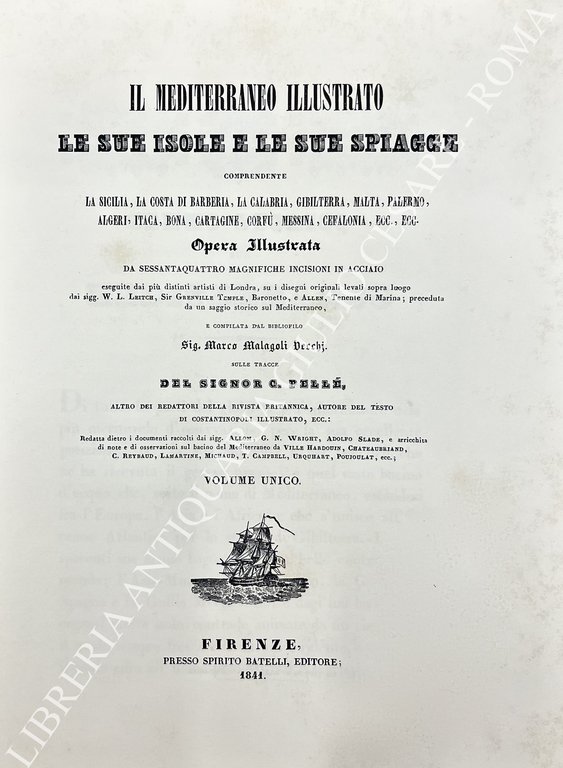 IL MEDITERRANEO ILLUSTRATO
LE SUE ISOLE E LE SUE SPIAGGE
COMPRENDENTE
LA SICILIA, LA COSTA DI BARBERIA, LA CALABRIA, GIBILTERRA, MALTA, PALERMO,
ALGERI, ITACA, BONA, CARTAGINE, CORFÙ, MESSINA, CEFALONIA, ECC., ECC.
Opera Illustrata
DA SESSANTAQUATTRO MAGNIFICHE INCISIONI IN ACCIAIO
eseguite dai più distinti artisti di Londra, su i disegni originali levati sopra luogo
dai sigg. W. L. LEITCH, Sir GRENVILLE TEMPLE, Baronetto, e ALLEN, Tenente di Marina; preceduta
da un saggio storico sul Mediterraneo,
E COMPILATA DAL BIBLIOFILO
Sig. Marco Malagoli Vecchj.
SULLE TRACCE
DEL SIGNOR C. PELLÉ,
ALTRO DEI REDATTORI DELLA RIVISTA BRITANNICA, AUTORE DEL TESTO
DI COSTANTINOPOLI ILLUSTRATO, ECC.:
Redatta dietro i documenti raccolti dai sigg. ALLOM, G. N. WRIGHT, ADOLFO SLADE, e arricchita
di note e di osservazioni sul bacino del Mediterraneo da VILLE HARDOUIN, CHATEAUBRIAND,
C. REYBAUD, LAMARTINE, MICHAUD, T. CAMPBELL, URQUHART, POUJOULAT, ecc.;
VOLUME UNICO.
FIRENZE,
PRESSO SPIRITO BATELLI, EDITORE;
1841.
LIBRERIA ANTIQUARIA GIULIO CESARE - ROMA